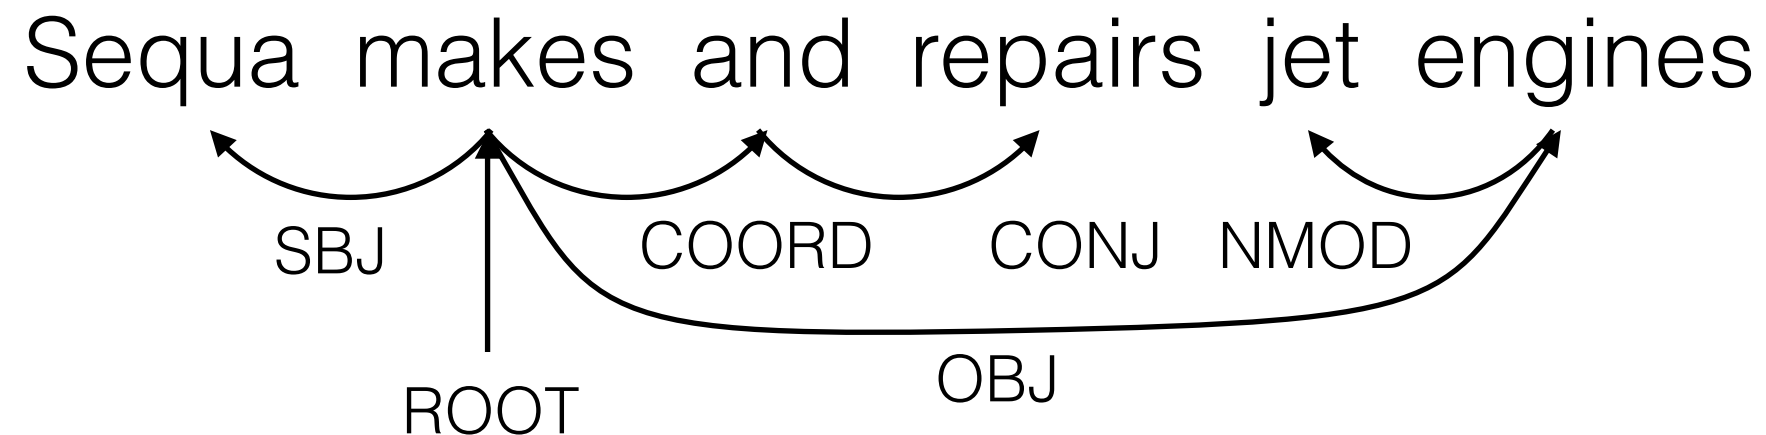 Sequa makes and repairs jet engines
SBJ COORD CONJ NMOD
OBJ
ROOT